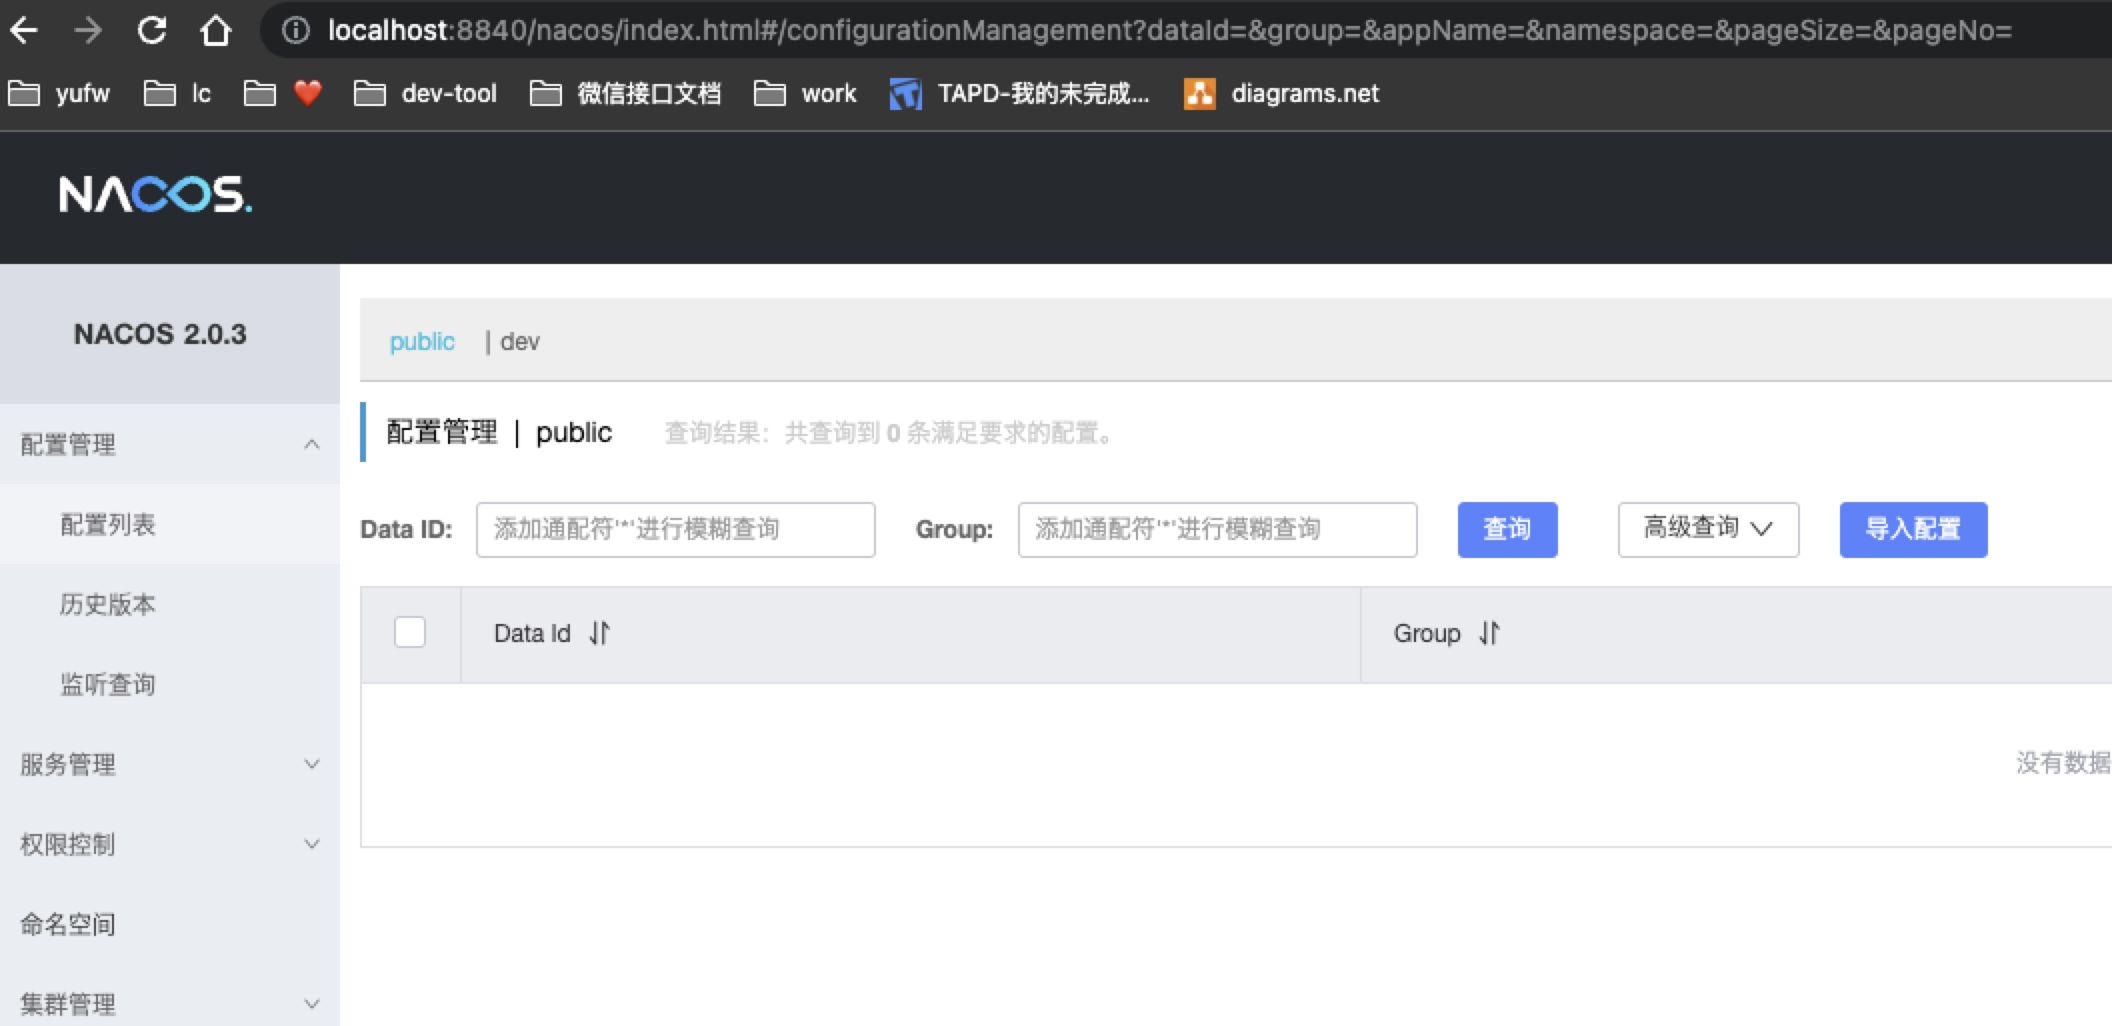 localhost:8840/nacos/index.html#/configurationManagement?dataId=&group=&appName=&namespace=&pageSize=&pageNo=
yufw lc ❤️ dev-tool 微信接口文档 work TAPD-我的未完成... diagrams.net
NACOS.
NACOS 2.0.3
配置管理
配置列表
历史版本
监听查询
服务管理
权限控制
命名空间
集群管理
public | dev
配置管理 | public 查询结果：共查询到 0 条满足要求的配置。
Data ID: 添加通配符'*'进行模糊查询 Group: 添加通配符'*'进行模糊查询 查询 高级查询 导入配置
Data Id Group
没有数据